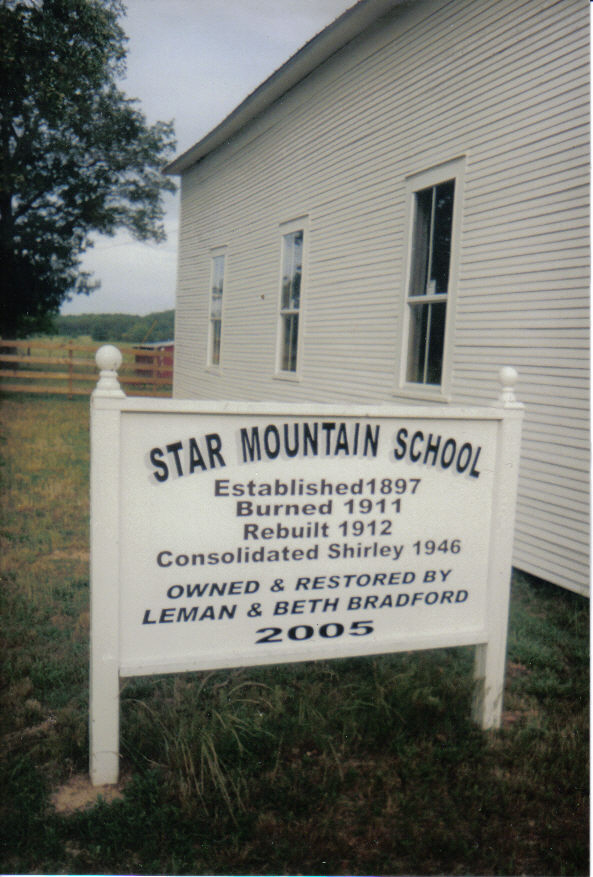 STAR MOUNTAIN SCHOOL
Established1897
Burned 1911
Rebuilt 1912
Consolidated Shirley 1946
OWNED & RESTORED BY
LEMAN & BETH BRADFORD
2005